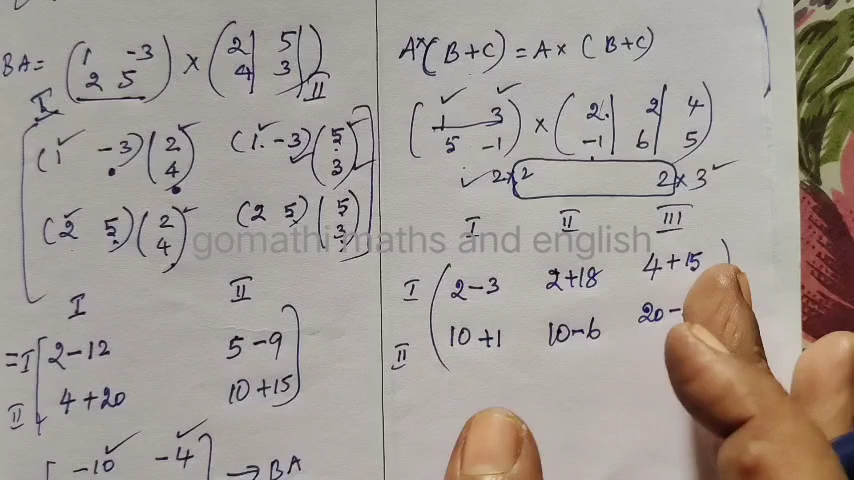 BA = ( 1 -3 ) × ( 2 | 5 | )
2 5 4 | 3 |
I II
( 1 -3 ) ( 2 4 ) ( 1 -3 ) ( 5 3 )
( 2 5 ) ( 2 4 ) ( 2 5 ) ( 5 3 )
I II
= I [ 2-12 5-9 ]
II 4+20 10+15
[ -10 -4 ] → BA
A×(B+C) = A × (B+C)
( 1 3 ) × ( 2 | 2 | 4 )
5 -1 -1 | 6 | 5
2×2 2×3
I II III
I ( 2-3 2+18 4+15 )
II 10+1 10-6 20-
gomathi maths and english